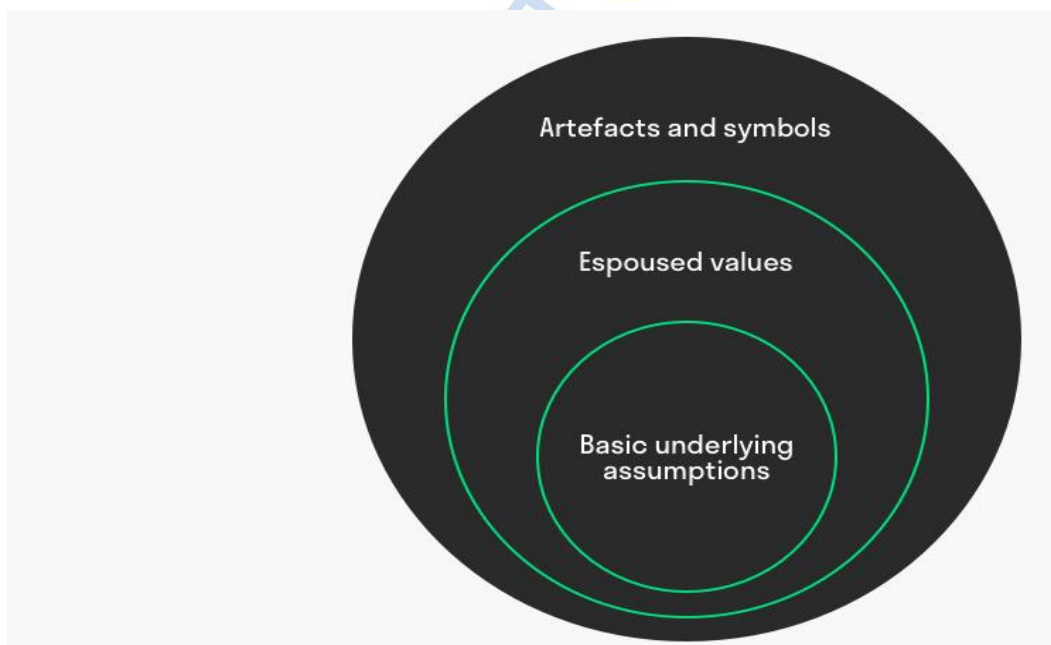 Artefacts and symbols
Espoused values
Basic underlying
assumptions